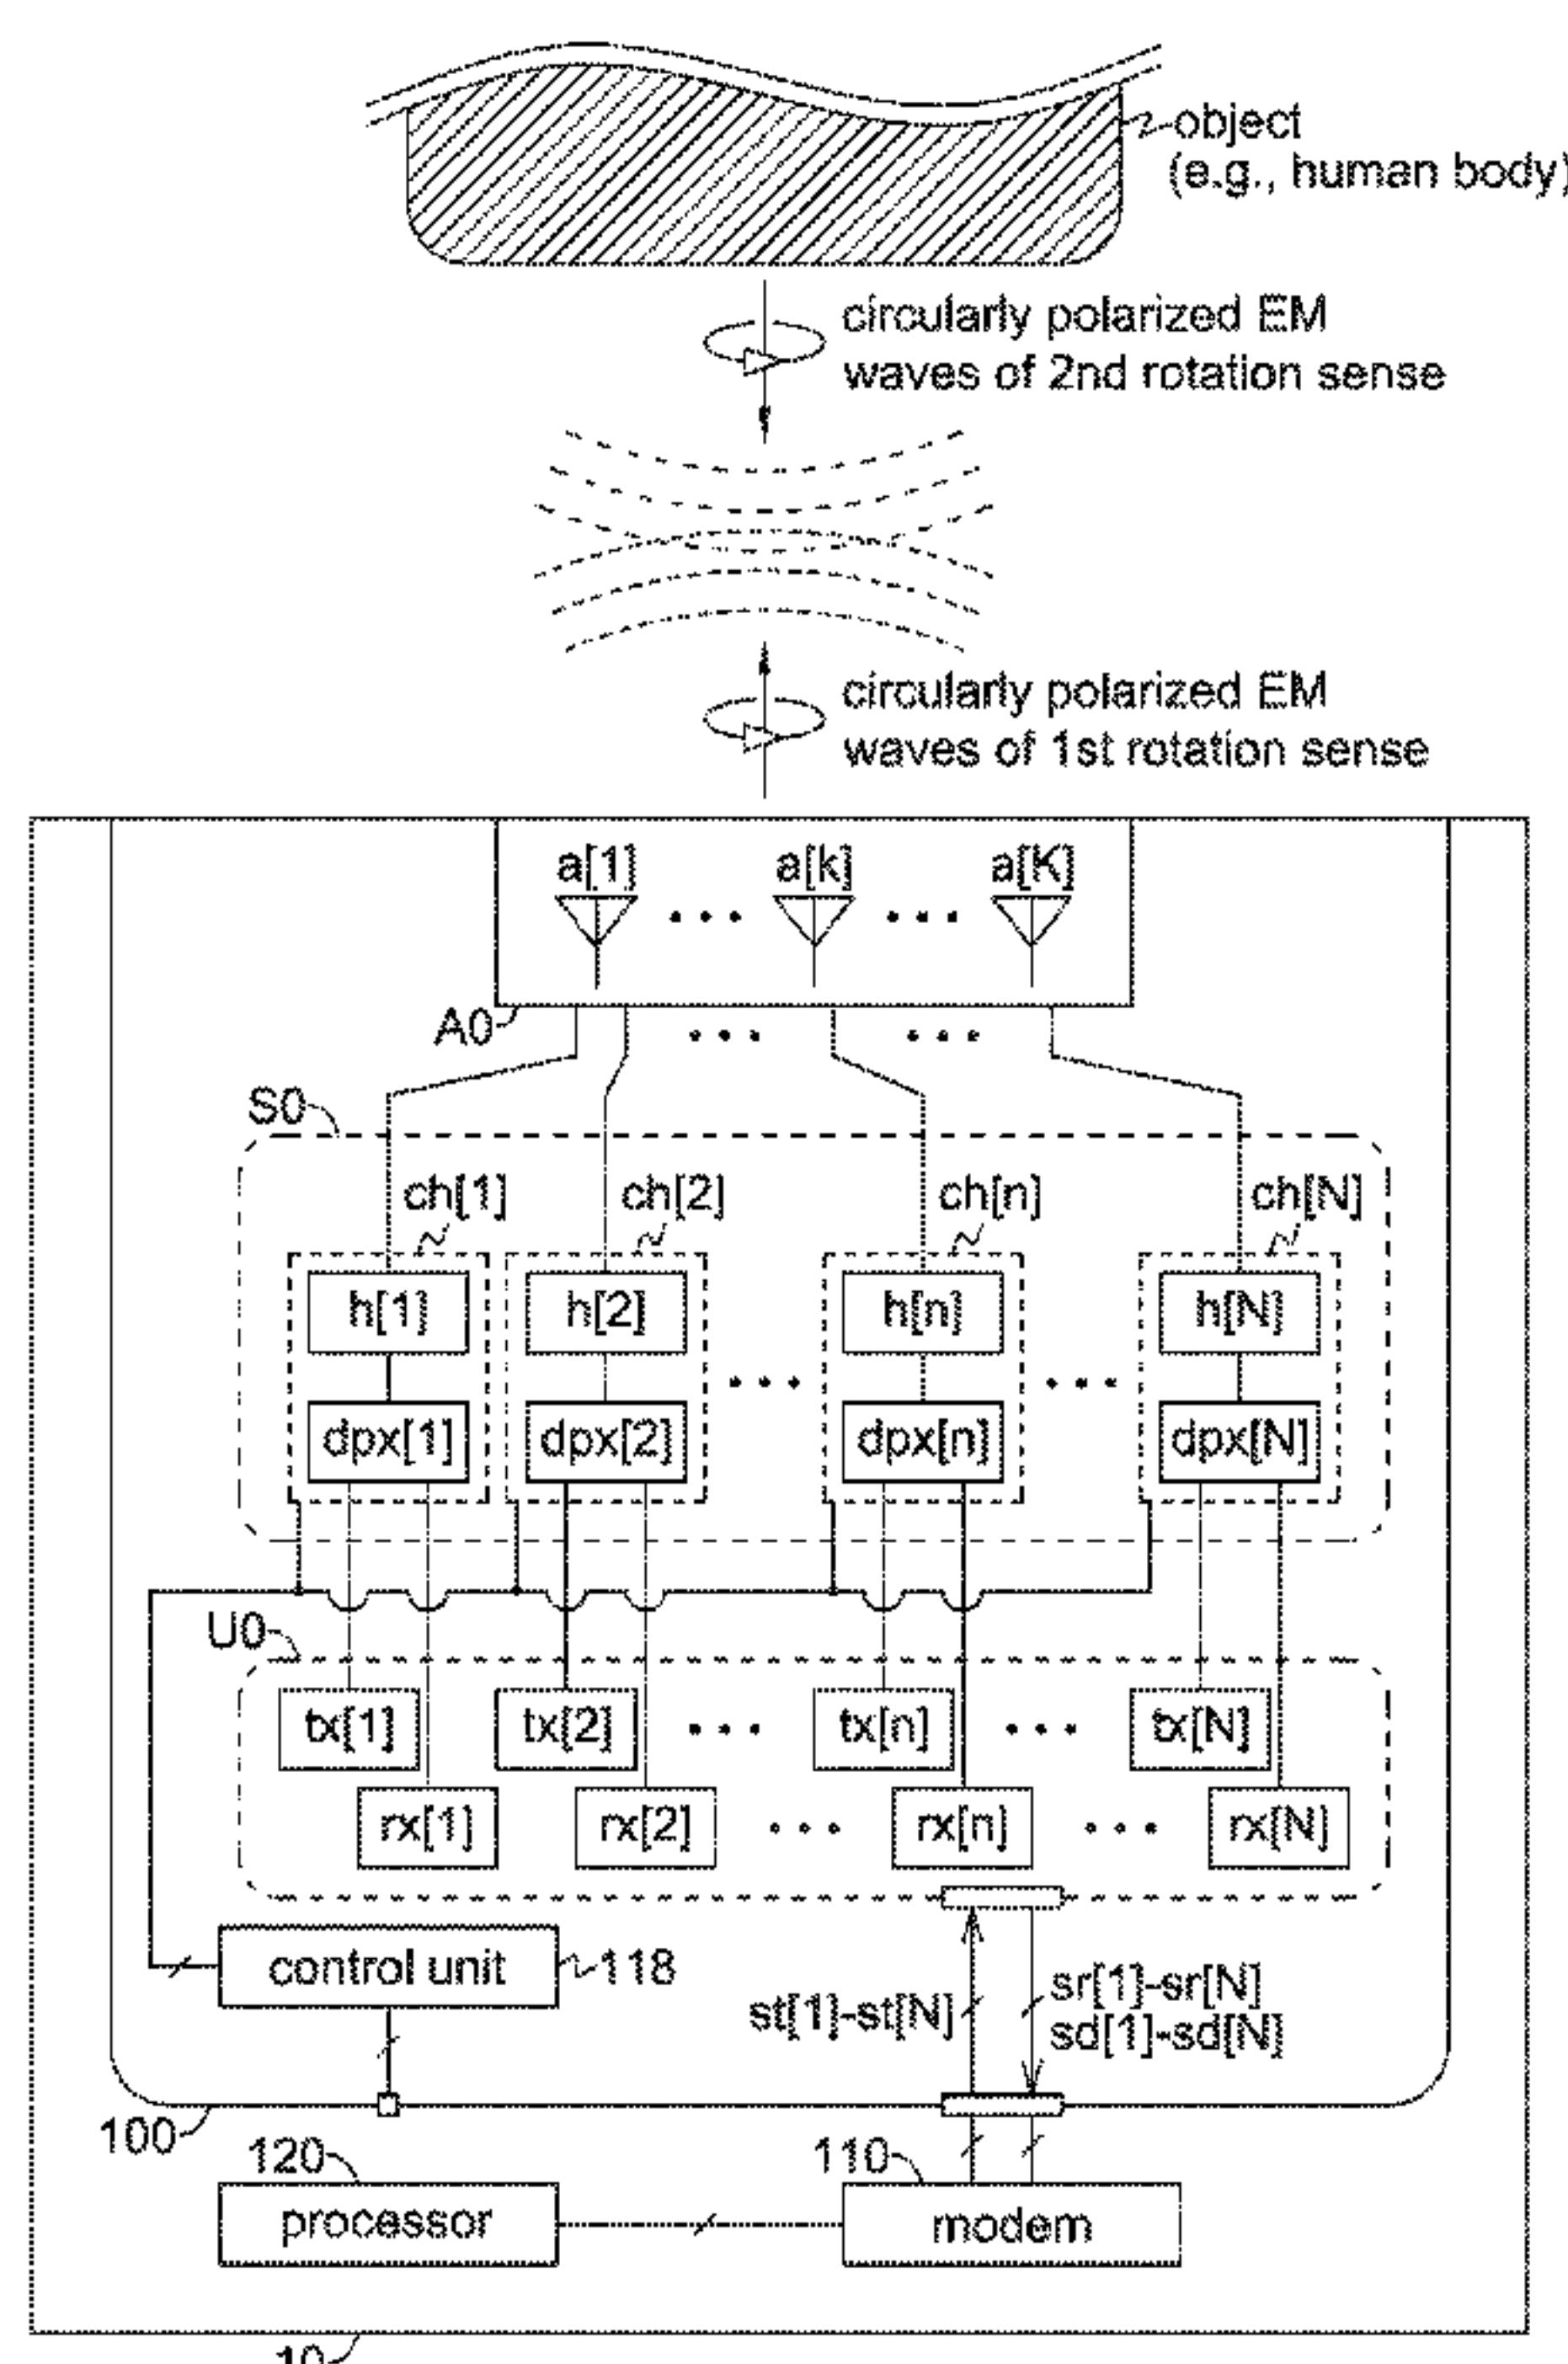 object
(e.g., human body)
circularly polarized EM
waves of 2nd rotation sense
circularly polarized EM
waves of 1st rotation sense
a[1] ••• a[k] ••• a[K]
A0 ••• •••
S0
ch[1] ch[2] ch[n] ch[N]
h[1] h[2] h[n] h[N]
••• •••
dpx[1] dpx[2] dpx[n] dpx[N]
U0
tx[1] tx[2] ••• tx[n] ••• tx[N]
rx[1] rx[2] ••• rx[n] ••• rx[N]
control unit 118
st[1]-st[N] sr[1]-sr[N]
sd[1]-sd[N]
100
120 110
processor modem
10